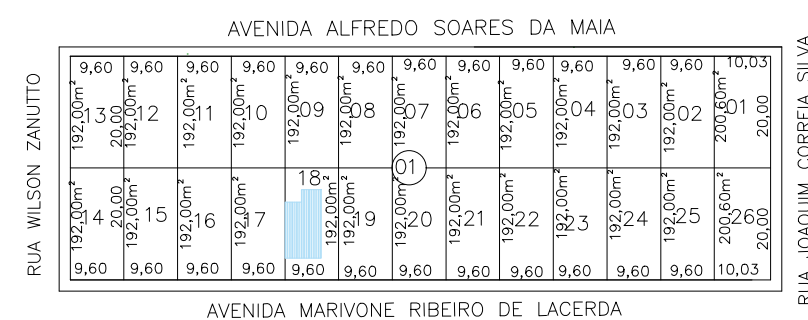 AVENIDA ALFREDO SOARES DA MAIA
9,60 9,60 9,60 9,60 9,60 9,60 9,60 9,60 9,60 9,60 9,60 9,60 10,03
192,00m² 13 20,00 192,00m² 12 192,00m² 11 192,00m² 10 192,00m² 09 192,00m² 08 192,00m² 07 192,00m² 06 192,00m² 05 192,00m² 04 192,00m² 03 192,00m² 02 200,60m² 01 20,00
01
18
192,00m² 14 20,00 192,00m² 15 192,00m² 16 192,00m² 17 192,00m² 192,00m² 19 192,00m² 20 192,00m² 21 192,00m² 22 192,00m² 23 192,00m² 24 192,00m² 25 200,60m² 26 20,00
9,60 9,60 9,60 9,60 9,60 9,60 9,60 9,60 9,60 9,60 9,60 9,60 10,03
AVENIDA MARIVONE RIBEIRO DE LACERDA
RUA WILSON ZANUTTO
RUA JOAQUIM CORREIA SILVA